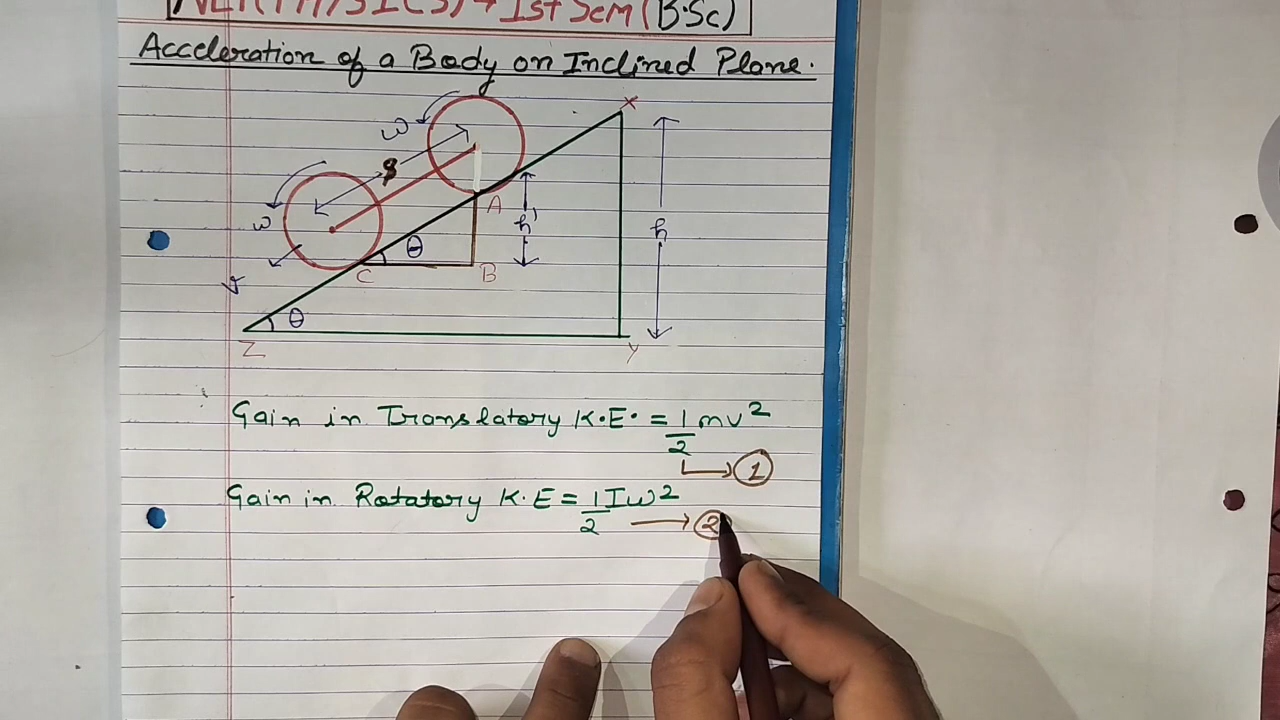 1st Sem (B.Sc)
Acceleration of a Body on Inclined Plane.
X
ω
S
A
h'
h
ω
θ
C
B
v
θ
Z
Y
Gain in Translatory K.E. = 1/2 mv²
→ 1
Gain in Rotatory K.E = 1/2 Iω²
→ 2